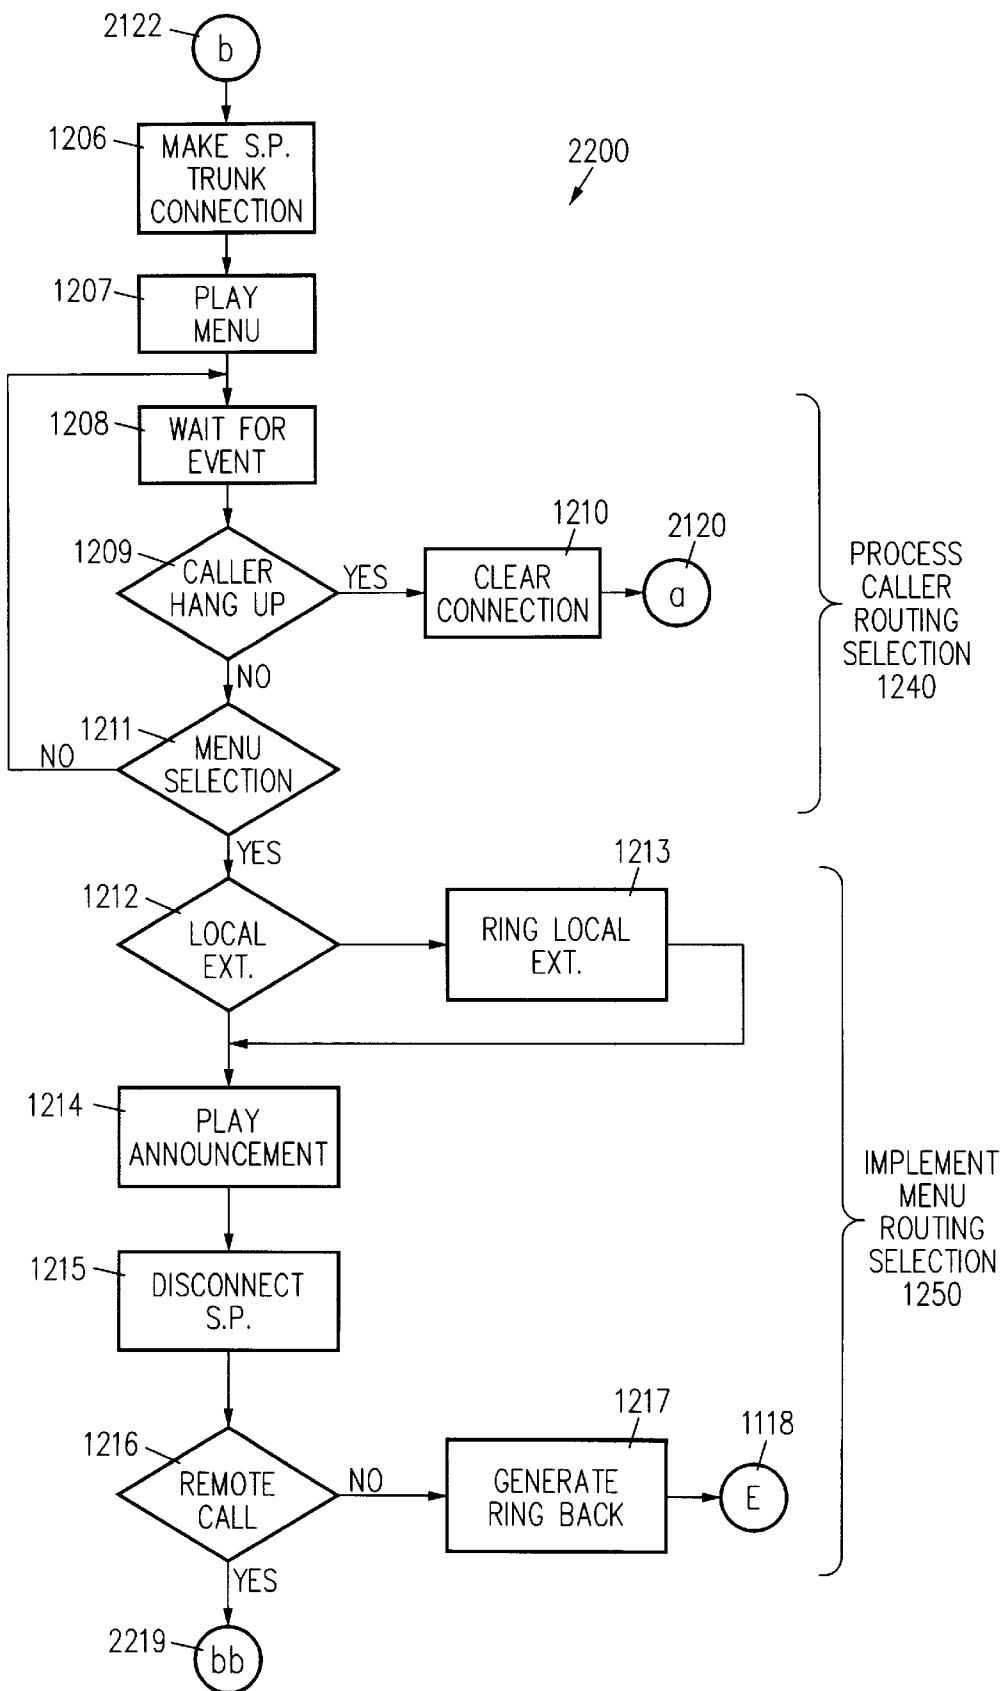 2122
b
1206
MAKE S.P.
TRUNK
CONNECTION
2200
1207
PLAY
MENU
1208
WAIT FOR
EVENT
1209
CALLER
HANG UP
YES
1210
CLEAR
CONNECTION
2120
a
NO
1211
MENU
SELECTION
NO
PROCESS
CALLER
ROUTING
SELECTION
1240
YES
1212
LOCAL
EXT.
1213
RING LOCAL
EXT.
1214
PLAY
ANNOUNCEMENT
1215
DISCONNECT
S.P.
IMPLEMENT
MENU
ROUTING
SELECTION
1250
1216
REMOTE
CALL
NO
1217
GENERATE
RING BACK
1118
E
YES
2219
bb